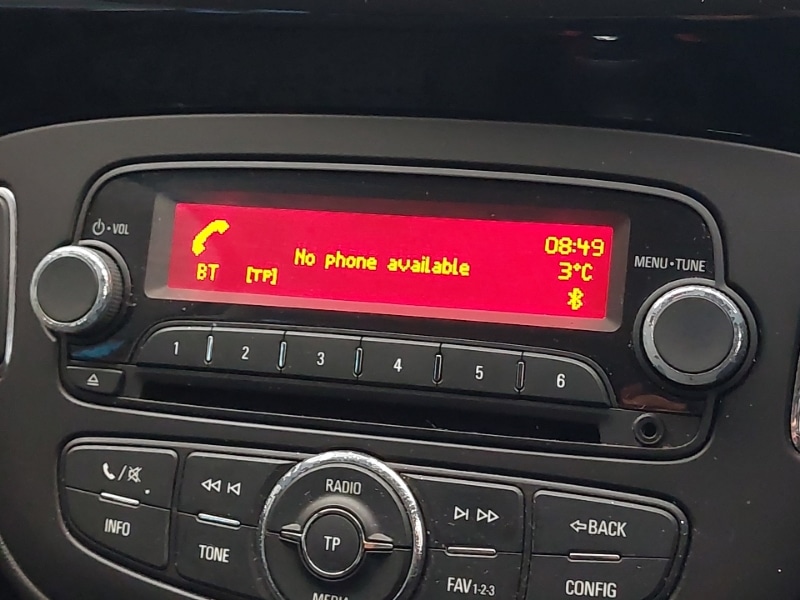 ⏻•VOL
08:49
No phone available
3°C
BT [TP]
MENU•TUNE
1 2 3 4 5 6
RADIO
INFO
TONE
TP
MEDIA
FAV1-2-3
BACK
CONFIG